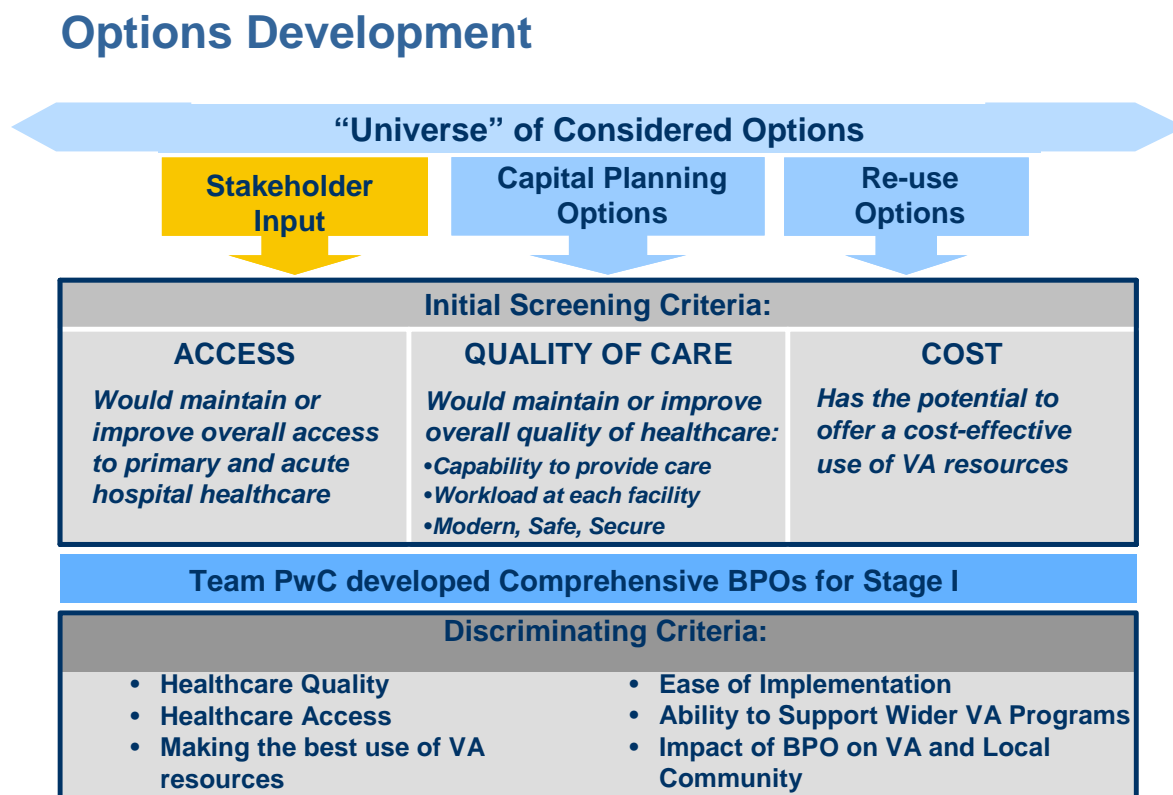 Options Development
“Universe” of Considered Options
Stakeholder
Input
Capital Planning
Options
Re-use
Options
Initial Screening Criteria:
ACCESS
Would maintain or
improve overall access
to primary and acute
hospital healthcare
QUALITY OF CARE
Would maintain or improve
overall quality of healthcare:
•Capability to provide care
•Workload at each facility
•Modern, Safe, Secure
COST
Has the potential to
offer a cost-effective
use of VA resources
Team PwC developed Comprehensive BPOs for Stage I
Discriminating Criteria:
• Healthcare Quality
• Healthcare Access
• Making the best use of VA
resources
• Ease of Implementation
• Ability to Support Wider VA Programs
• Impact of BPO on VA and Local
Community